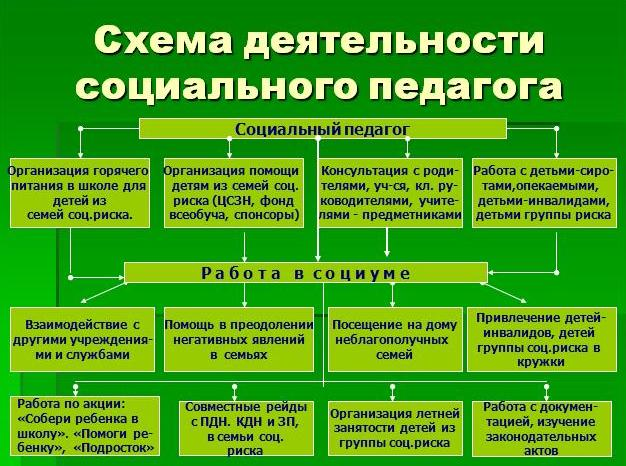 Схема деятельности
социального педагога
Социальный педагог
Организация горячего
питания в школе для
детей из
семей соц.риска.
Организация помощи
детям из семей соц.
риска (ЦСЗН, фонд
всеобуча, спонсоры)
Консультация с роди-
телями, уч-ся, кл. ру-
ководителями, учите-
лями - предметниками
Работа с детьми-сиро-
тами,опекаемыми,
детьми-инвалидами,
детьми группы риска
Работа в социуме
Взаимодействие с
другими учреждения-
ми и службами
Помощь в преодолении
негативных явлений
в семьях
Посещение на дому
неблагополучных
семей
Привлечение детей-
инвалидов, детей
группы соц.риска в
кружки
Работа по акции:
«Собери ребенка в
школу». «Помоги ре-
бенку», «Подросток»
Совместные рейды
с ПДН. КДН и ЗП,
в семьи соц.
риска
Организация летней
занятости детей из
группы соц.риска
Работа с докумен-
тацией, изучение
законодательных
актов